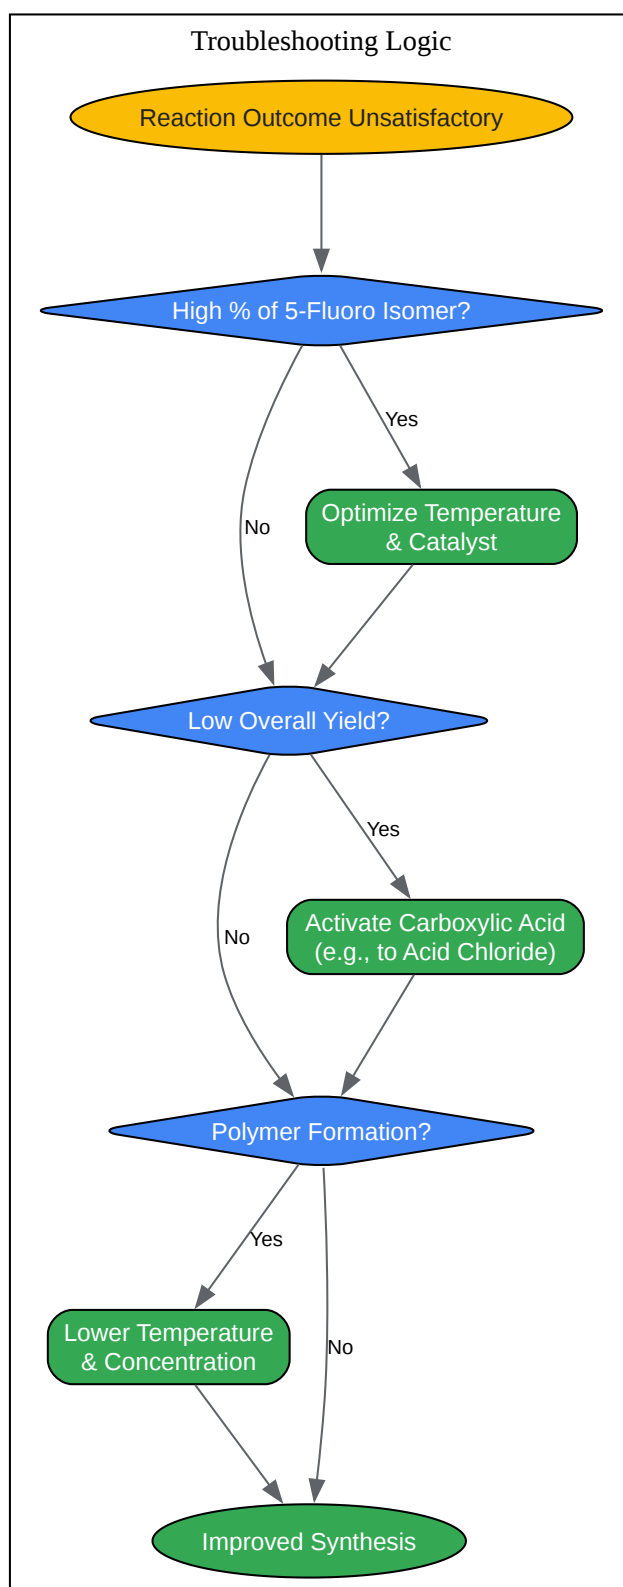 Troubleshooting Logic
Reaction Outcome Unsatisfactory
High % of 5-Fluoro Isomer?
Yes
Optimize Temperature
& Catalyst
No
Low Overall Yield?
Yes
Activate Carboxylic Acid
(e.g., to Acid Chloride)
No
Polymer Formation?
Yes
Lower Temperature
& Concentration
No
Improved Synthesis